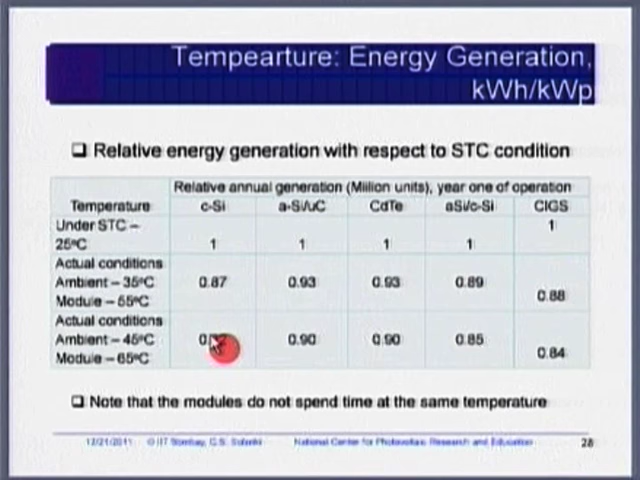 Tempearture: Energy Generation,
kWh/kWp
❑ Relative energy generation with respect to STC condition
Relative annual generation (Million units), year one of operation
Temperature c-Si a-Si/uC CdTe aSi/c-Si CIGS
Under STC – 1
25ºC 1 1 1 1
Actual conditions
Ambient – 35ºC 0.87 0.93 0.93 0.89
Module – 55ºC 0.88
Actual conditions
Ambient – 45ºC 0.90 0.90 0.85
Module – 65ºC 0.84
❑ Note that the modules do not spend time at the same temperature
12/21/2011 © IIT Bombay, C.S. Solanki National Center for Photovoltaic Research and Education 28